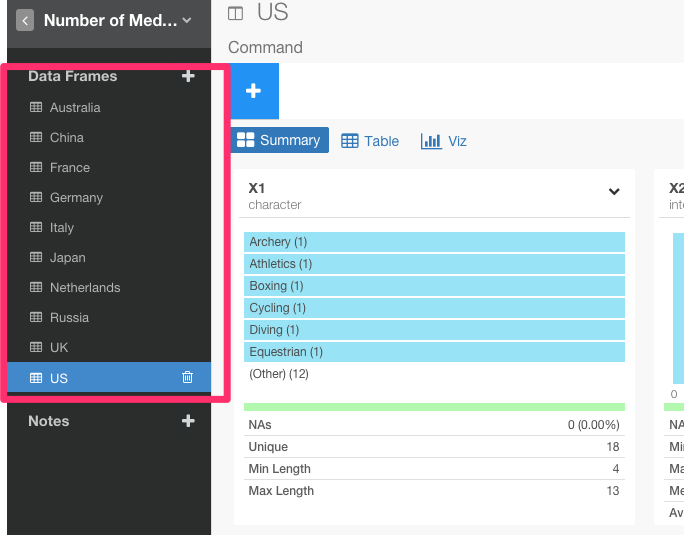 Number of Med...
US
Command
Data Frames
Australia
China
France
Germany
Italy
Japan
Netherlands
Russia
UK
US
Notes
Summary
Table
Viz
X1
character
Archery (1)
Athletics (1)
Boxing (1)
Cycling (1)
Diving (1)
Equestrian (1)
(Other) (12)
NAs 0 (0.00%)
Unique 18
Min Length 4
Max Length 13
X2
inte
0
NA
Mi
Ma
Me
Av